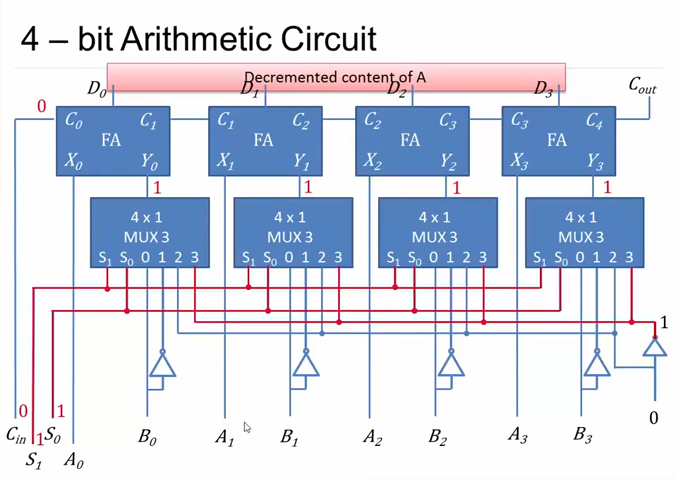 4 – bit Arithmetic Circuit
Decremented content of A
D0 D1 D2 D3 Cout
0
C0 C1 C1 C2 C2 C3 C3 C4
FA FA FA FA
X0 Y0 X1 Y1 X2 Y2 X3 Y3
1 1 1 1
4 x 1 4 x 1 4 x 1 4 x 1
MUX 3 MUX 3 MUX 3 MUX 3
S1 S0 0 1 2 3 S1 S0 0 1 2 3 S1 S0 0 1 2 3 S1 S0 0 1 2 3
1
0 1 0
Cin 1 S0 B0 A1 B1 A2 B2 A3 B3
S1 A0